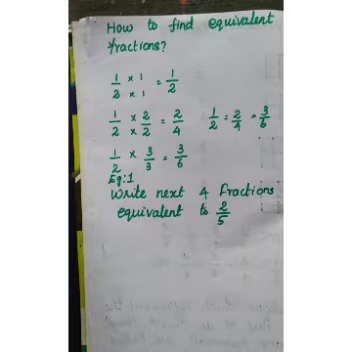 How to find equivalent
fractions?
1/2 × 1 / × 1 = 1/2
1/2 × 2 / × 2 = 2/4 1/2 = 2/4 = 3/6
1/2 × 3/3 = 3/6
Eg:1
Write next 4 Fractions
equivalent to 2/5